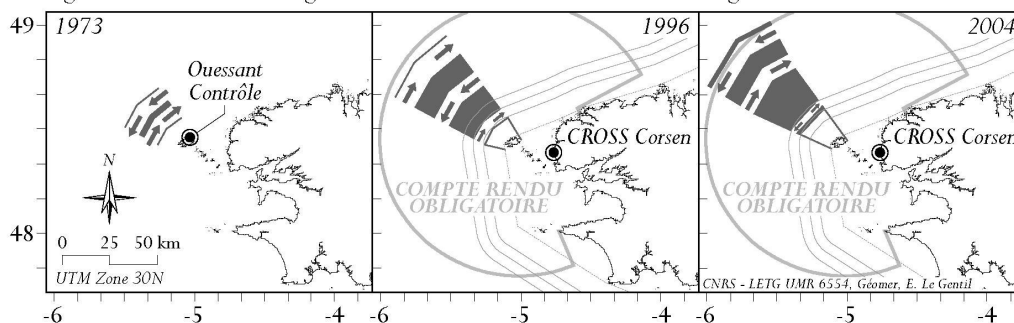 49
1973
Ouessant
Contrôle
N
0 25 50 km
UTM Zone 30N
48
1996
CROSS Corsen
COMPTE RENDU
OBLIGATOIRE
2004
CROSS Corsen
COMPTE RENDU
OBLIGATOIRE
CNRS - LETG UMR 6554, Géomer, E. Le Gentil
-6 -5 -4 -6 -5 -4 -6 -5 -4